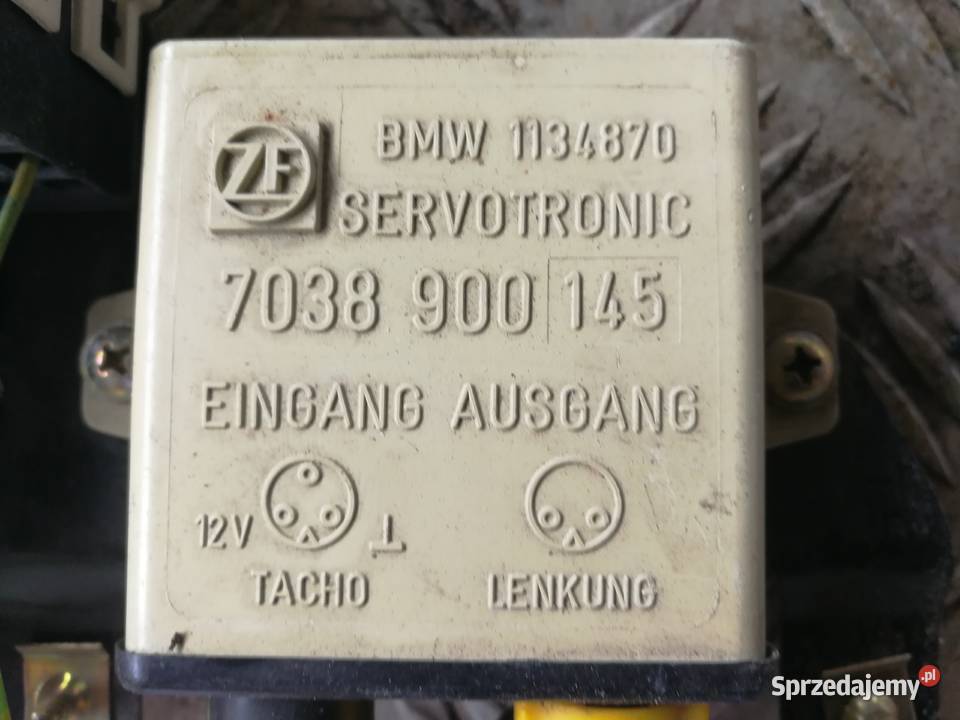 ZF
BMW 1134870
SERVOTRONIC
7038 900 145
EINGANG AUSGANG
12V
TACHO LENKUNG
Sprzedajemy.pl